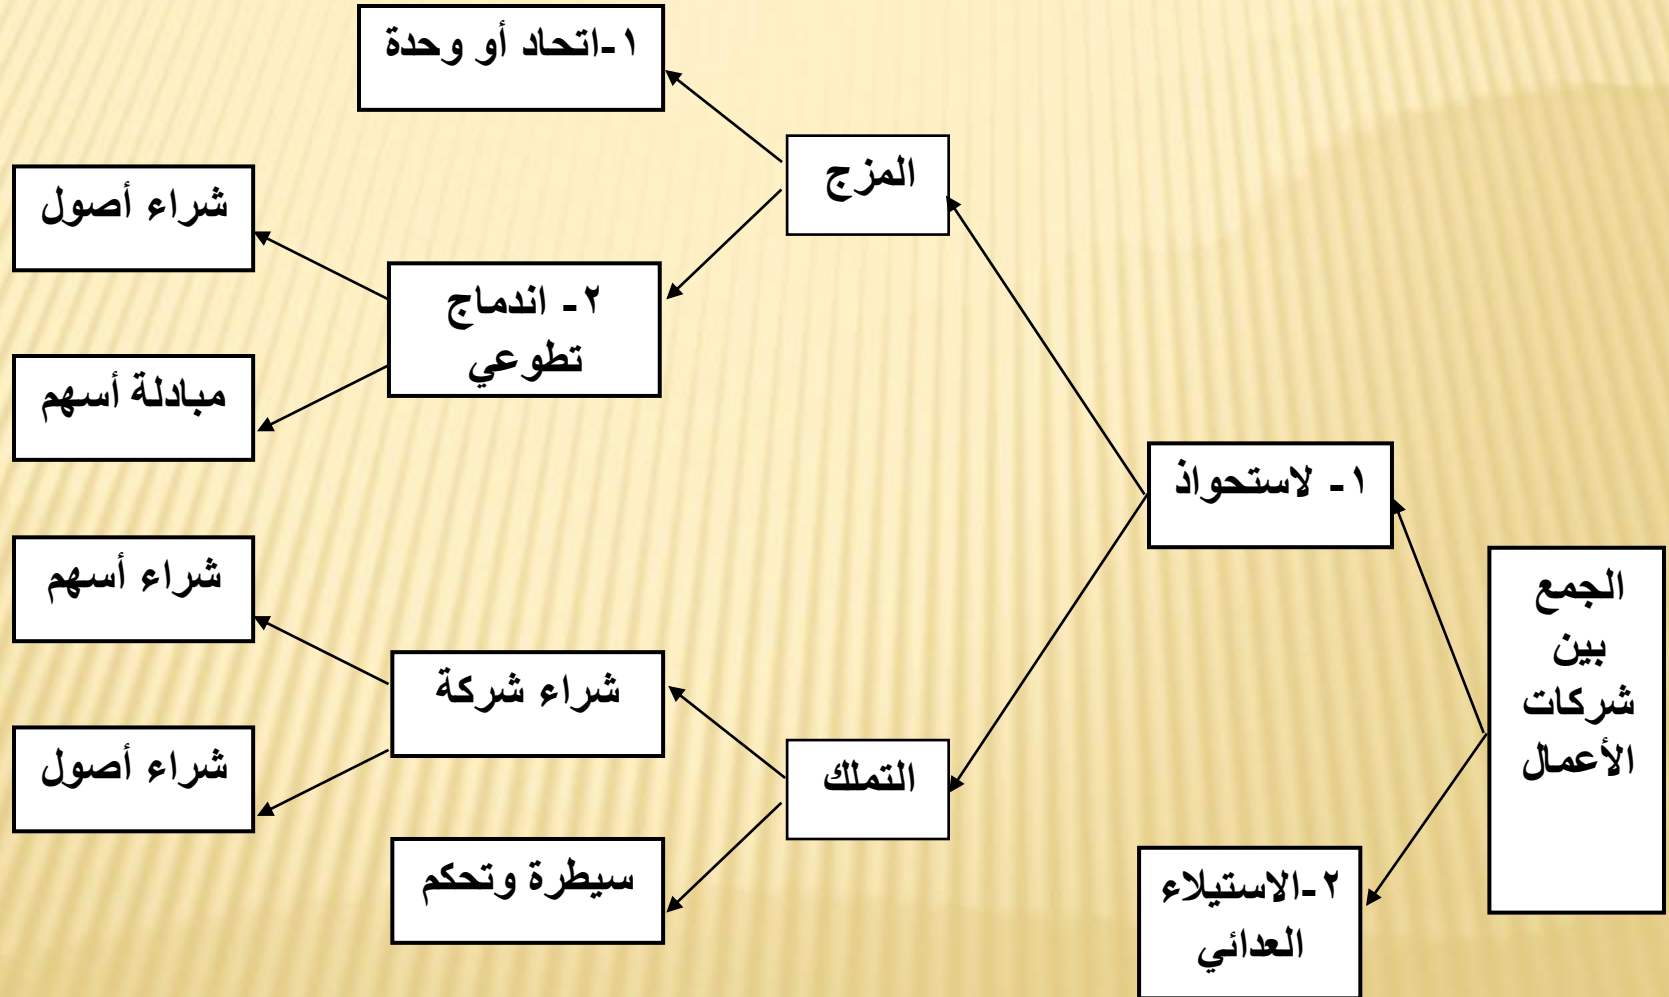 الجمع
بين
شركات
الأعمال
١- لاستحواذ
٢-الاستيلاء
العدائي
المزج
التملك
١-اتحاد أو وحدة
٢- اندماج
تطوعي
شراء شركة
سيطرة وتحكم
شراء أصول
مبادلة أسهم
شراء أسهم
شراء أصول